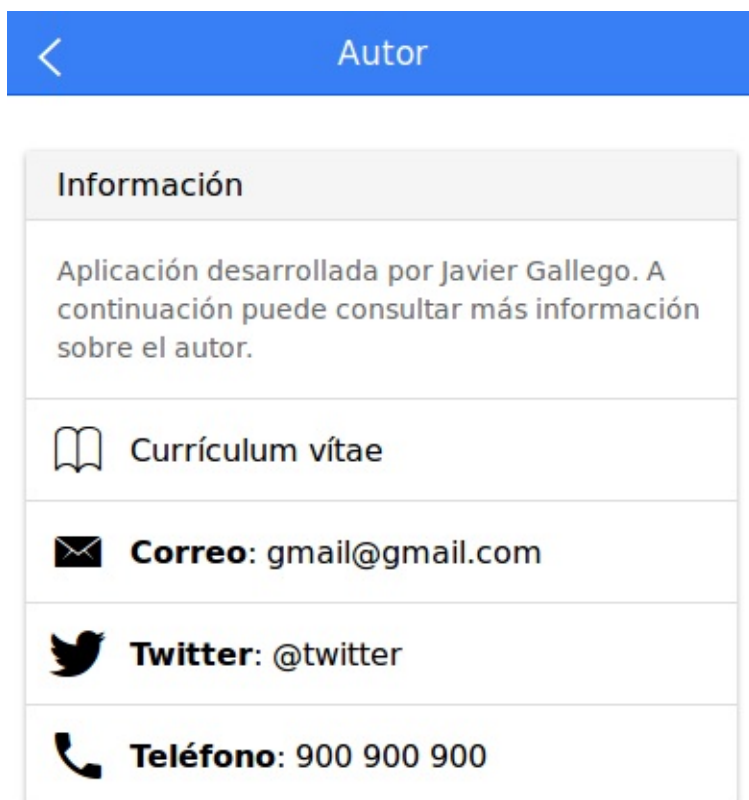 Autor
Información
Aplicación desarrollada por Javier Gallego. A
continuación puede consultar más información
sobre el autor.
Currículum vítae
Correo: gmail@gmail.com
Twitter: @twitter
Teléfono: 900 900 900